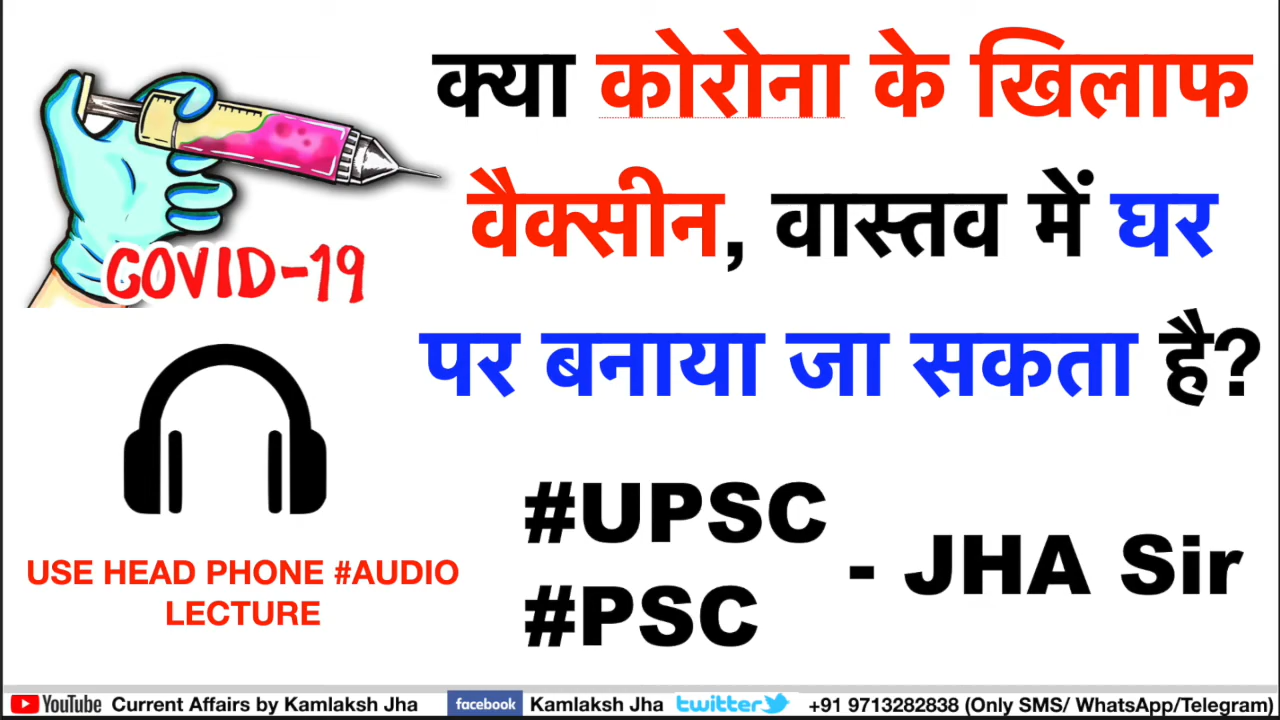 क्या कोरोना के खिलाफ
वैक्सीन, वास्तव में घर
पर बनाया जा सकता है?
COVID-19
USE HEAD PHONE #AUDIO
LECTURE
#UPSC
#PSC
- JHA Sir
YouTube Current Affairs by Kamlaksh Jha facebook Kamlaksh Jha twitter +91 9713282838 (Only SMS/ WhatsApp/Telegram)